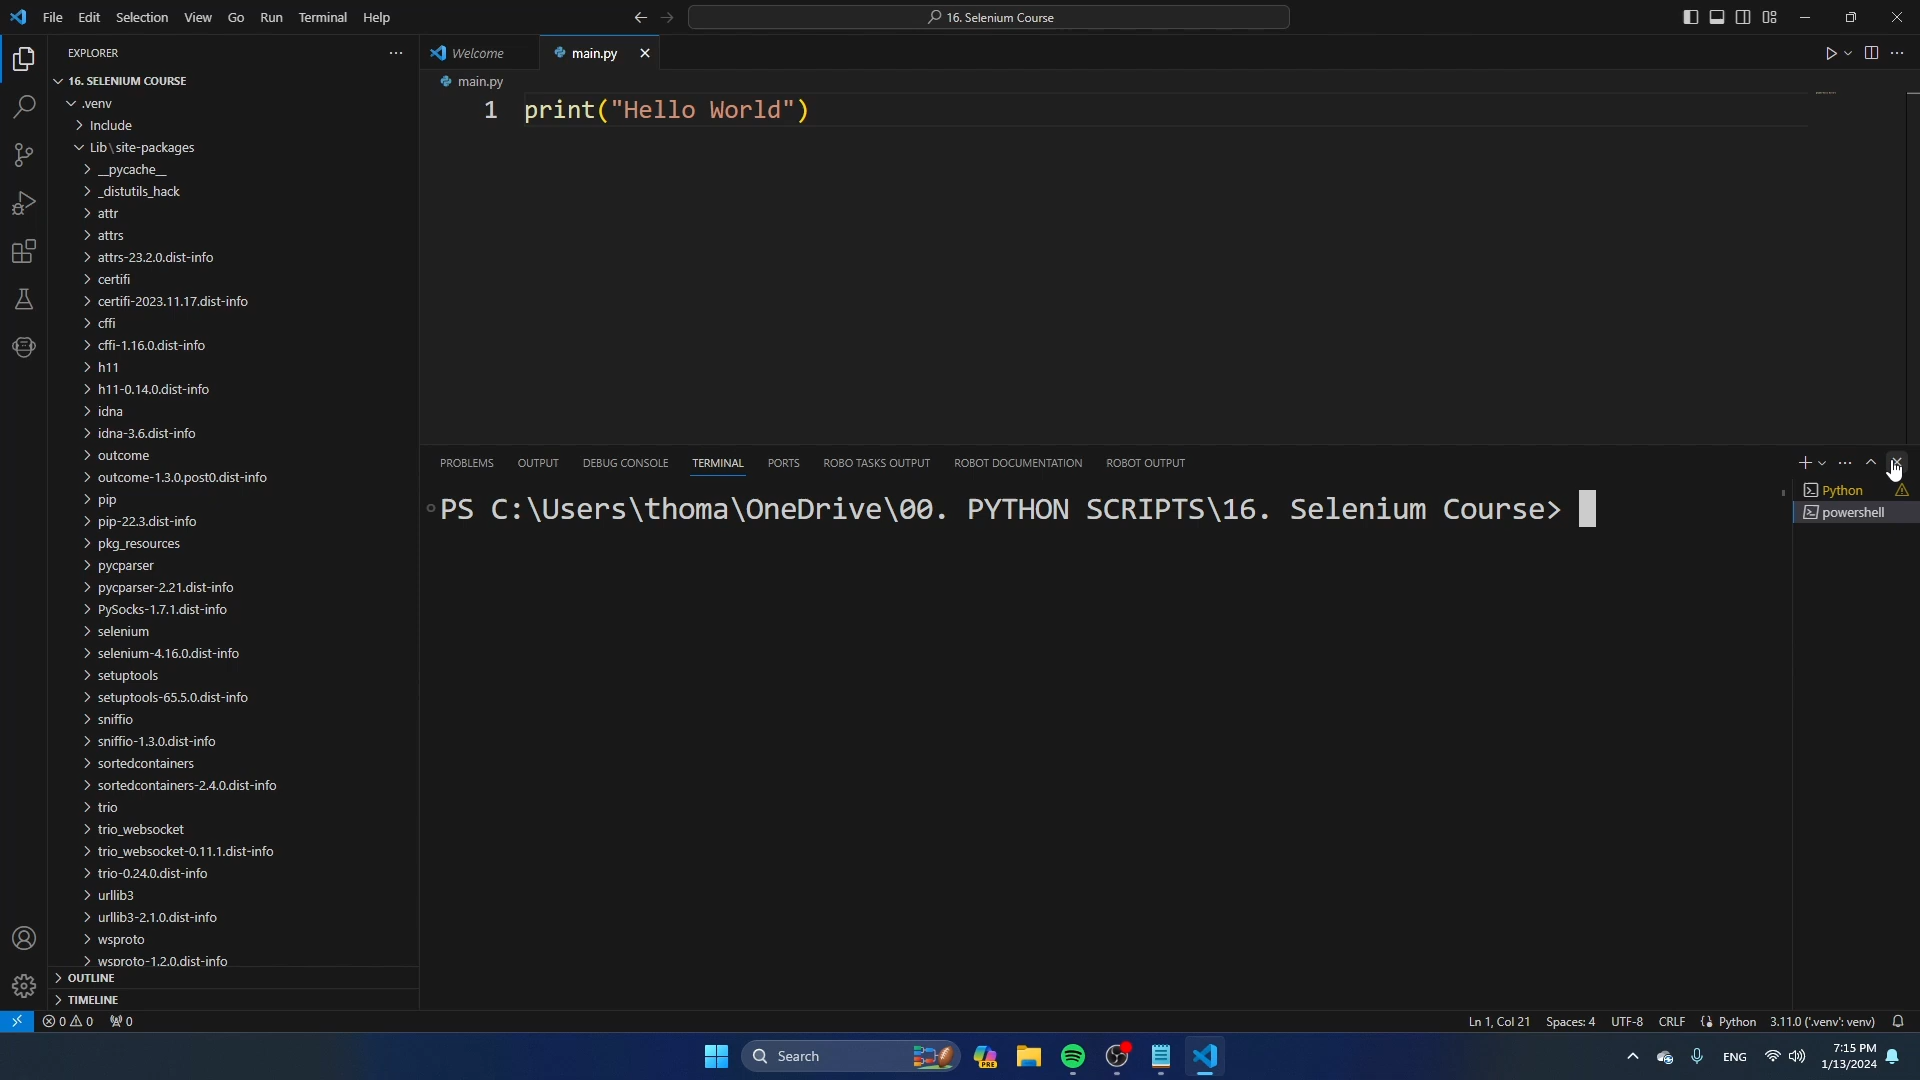 File Edit Selection View Go Run Terminal Help
16. Selenium Course
EXPLORER
Welcome
main.py
16. SELENIUM COURSE
.venv
Include
Lib \ site-packages
__pycache__
_distutils_hack
attr
attrs
attrs-23.2.0.dist-info
certifi
certifi-2023.11.17.dist-info
cffi
cffi-1.16.0.dist-info
h11
h11-0.14.0.dist-info
idna
idna-3.6.dist-info
outcome
outcome-1.3.0.post0.dist-info
pip
pip-22.3.dist-info
pkg_resources
pycparser
pycparser-2.21.dist-info
PySocks-1.7.1.dist-info
selenium
selenium-4.16.0.dist-info
setuptools
setuptools-65.5.0.dist-info
sniffio
sniffio-1.3.0.dist-info
sortedcontainers
sortedcontainers-2.4.0.dist-info
trio
trio_websocket
trio_websocket-0.11.1.dist-info
trio-0.24.0.dist-info
urllib3
urllib3-2.1.0.dist-info
wsproto
wsproto-1.2.0.dist-info
OUTLINE
TIMELINE
main.py
1 print("Hello World")
PROBLEMS OUTPUT DEBUG CONSOLE TERMINAL PORTS ROBO TASKS OUTPUT ROBOT DOCUMENTATION ROBOT OUTPUT
PS C:\Users\thoma\OneDrive\00. PYTHON SCRIPTS\16. Selenium Course>
Python
powershell
0 0 0
Ln 1, Col 21 Spaces: 4 UTF-8 CRLF Python 3.11.0 ('.venv': venv)
Search
PRE
ENG
7:15 PM
1/13/2024